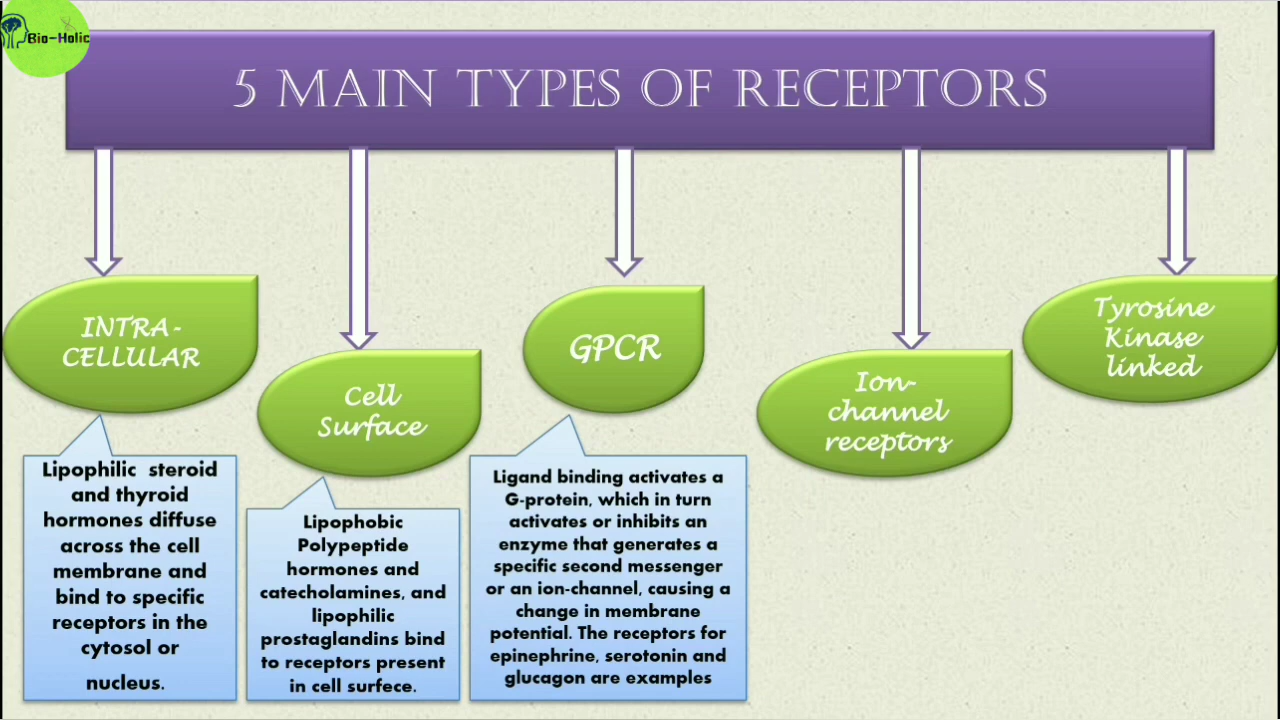 Bio-Holic
5 MAIN TYPES OF RECEPTORS
INTRA-
CELLULAR
Cell
Surface
GPCR
Ion-
channel
receptors
Tyrosine
Kinase
linked
Lipophilic steroid
and thyroid
hormones diffuse
across the cell
membrane and
bind to specific
receptors in the
cytosol or
nucleus.
Lipophobic
Polypeptide
hormones and
catecholamines, and
lipophilic
prostaglandins bind
to receptors present
in cell surfece.
Ligand binding activates a
G-protein, which in turn
activates or inhibits an
enzyme that generates a
specific second messenger
or an ion-channel, causing a
change in membrane
potential. The receptors for
epinephrine, serotonin and
glucagon are examples